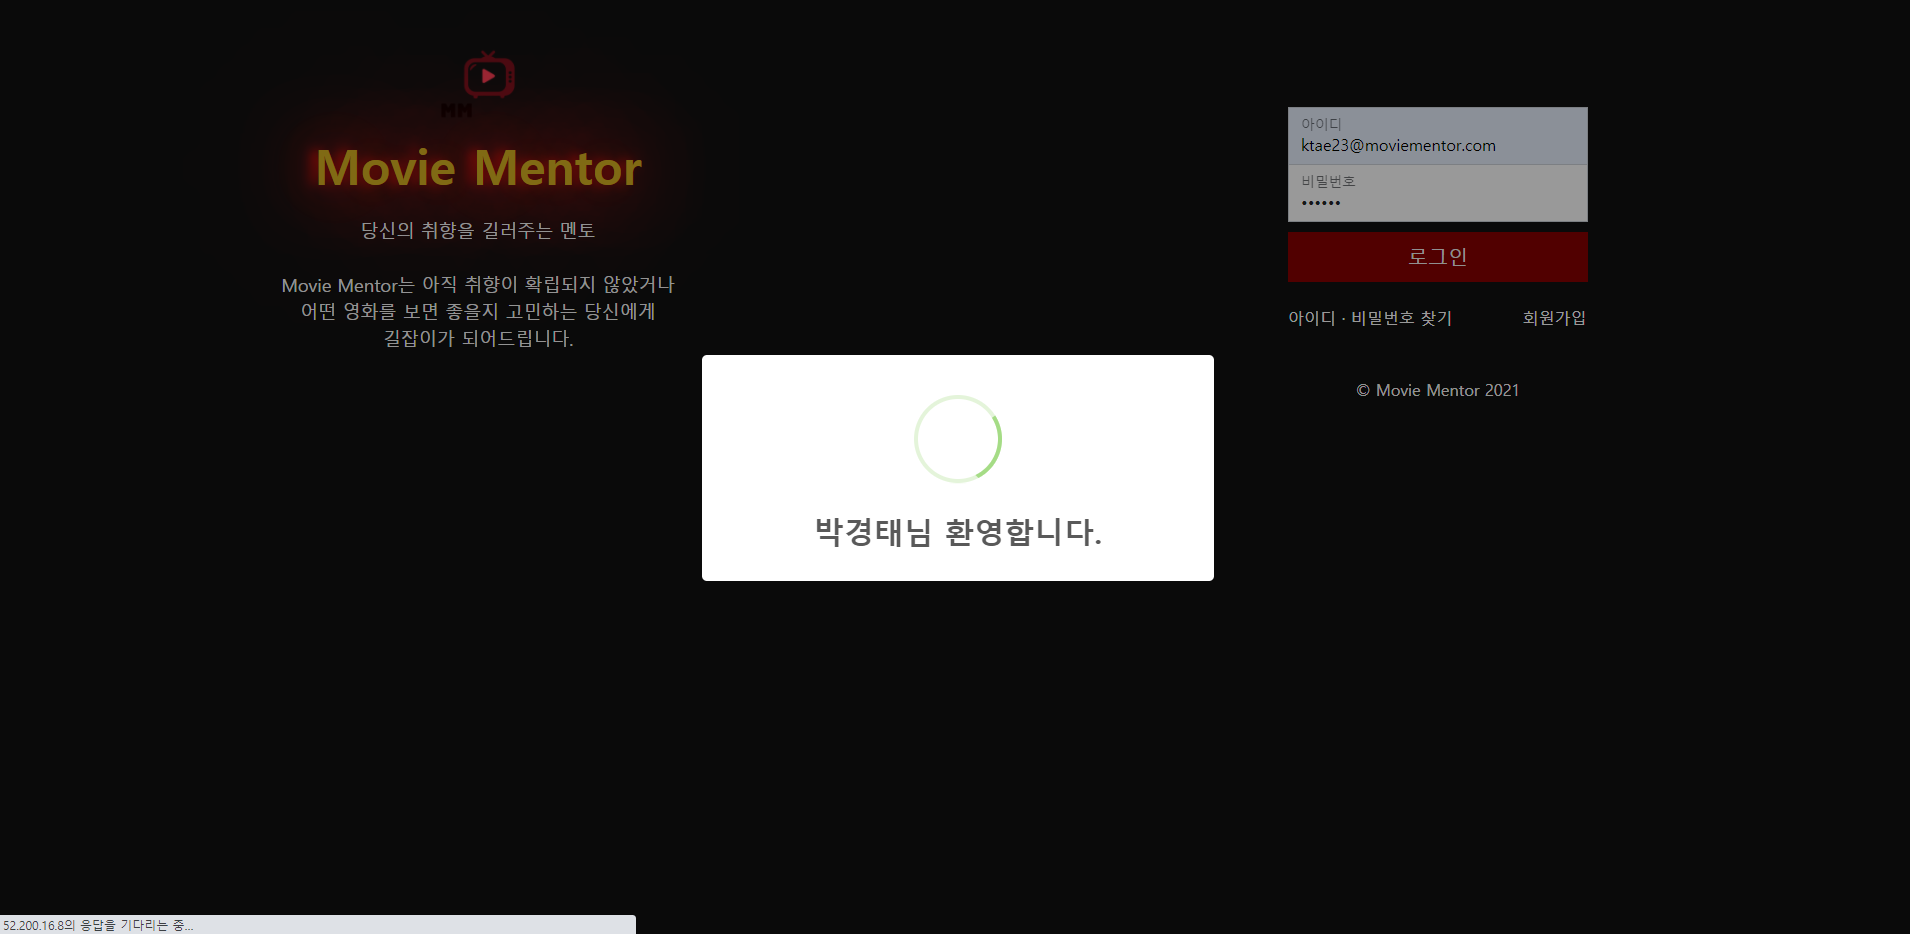 MM
Movie Mentor
당신의 취향을 길러주는 멘토
Movie Mentor는 아직 취향이 확립되지 않았거나
어떤 영화를 보면 좋을지 고민하는 당신에게
길잡이가 되어드립니다.
아이디
ktae23@moviementor.com
비밀번호
••••••
로그인
아이디 · 비밀번호 찾기
회원가입
© Movie Mentor 2021
박경태님 환영합니다.
52.200.16.8의 응답을 기다리는 중...